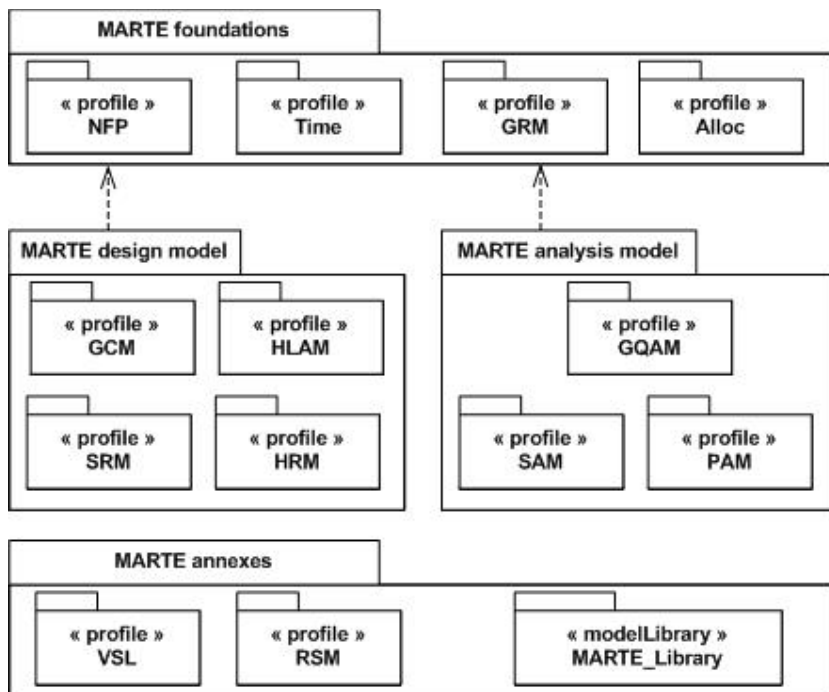 MARTE foundations
« profile »
NFP
« profile »
Time
« profile »
GRM
« profile »
Alloc
MARTE design model
« profile »
GCM
« profile »
HLAM
« profile »
SRM
« profile »
HRM
MARTE analysis model
« profile »
GQAM
« profile »
SAM
« profile »
PAM
MARTE annexes
« profile »
VSL
« profile »
RSM
« modelLibrary »
MARTE_Library